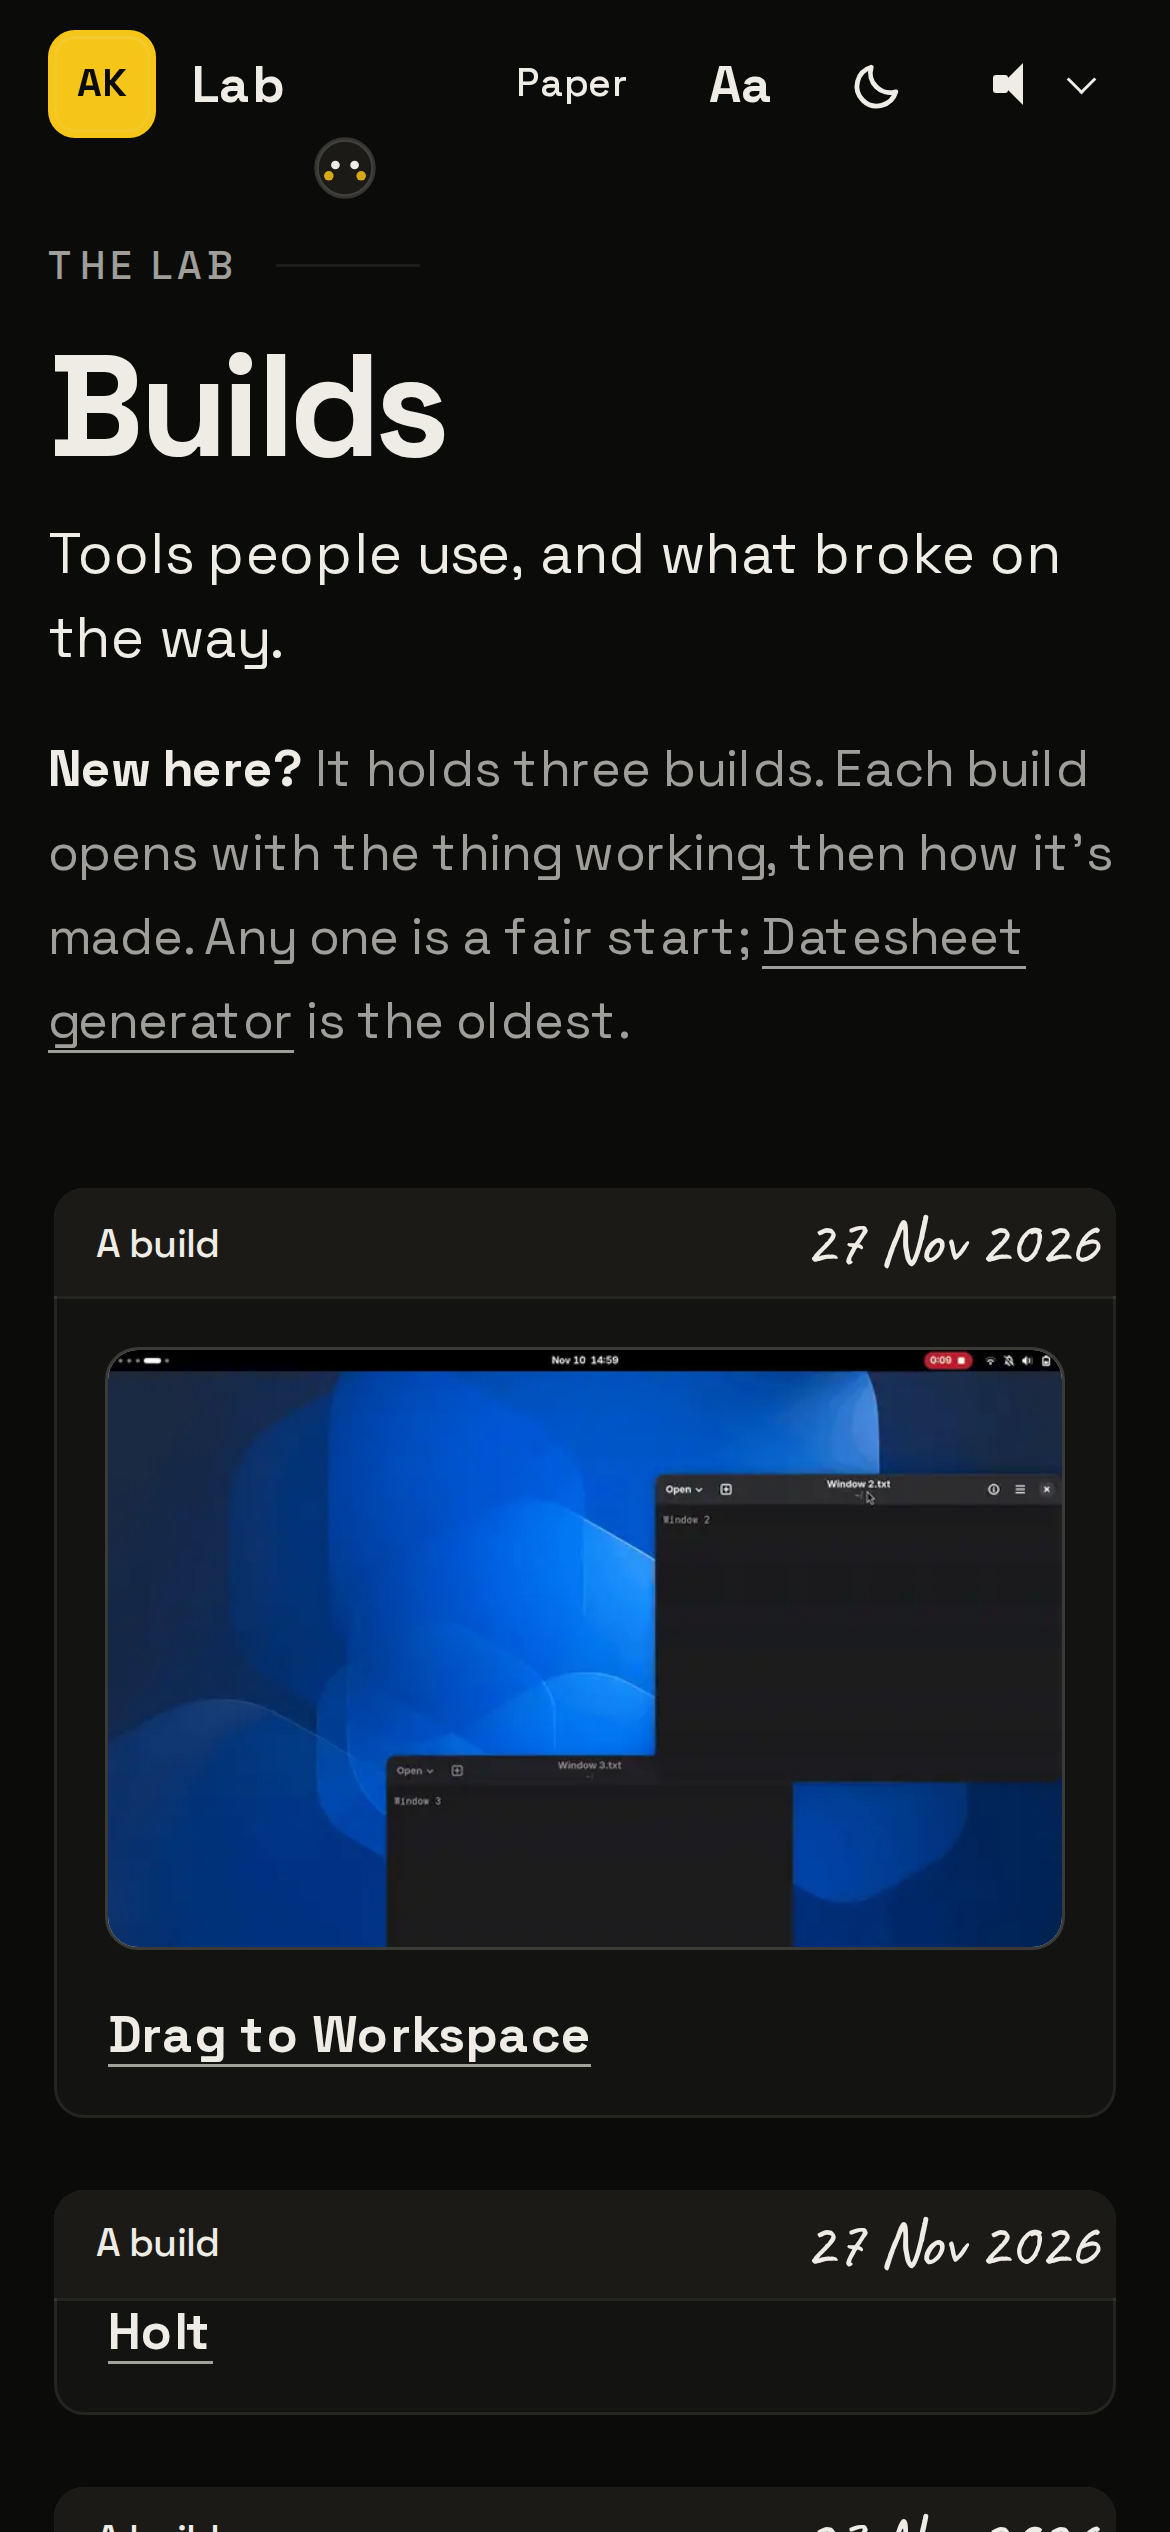 AK Lab Paper Aa
THE LAB
Builds
Tools people use, and what broke on
the way.
New here? It holds three builds. Each build
opens with the thing working, then how it's
made. Any one is a fair start; Datesheet
generator is the oldest.
A build 27 Nov 2026
Nov 10 14:59 0:09
Open Window 2.txt
Window 2
Open Window 3.txt
Window 3
Drag to Workspace
A build 27 Nov 2026
Holt